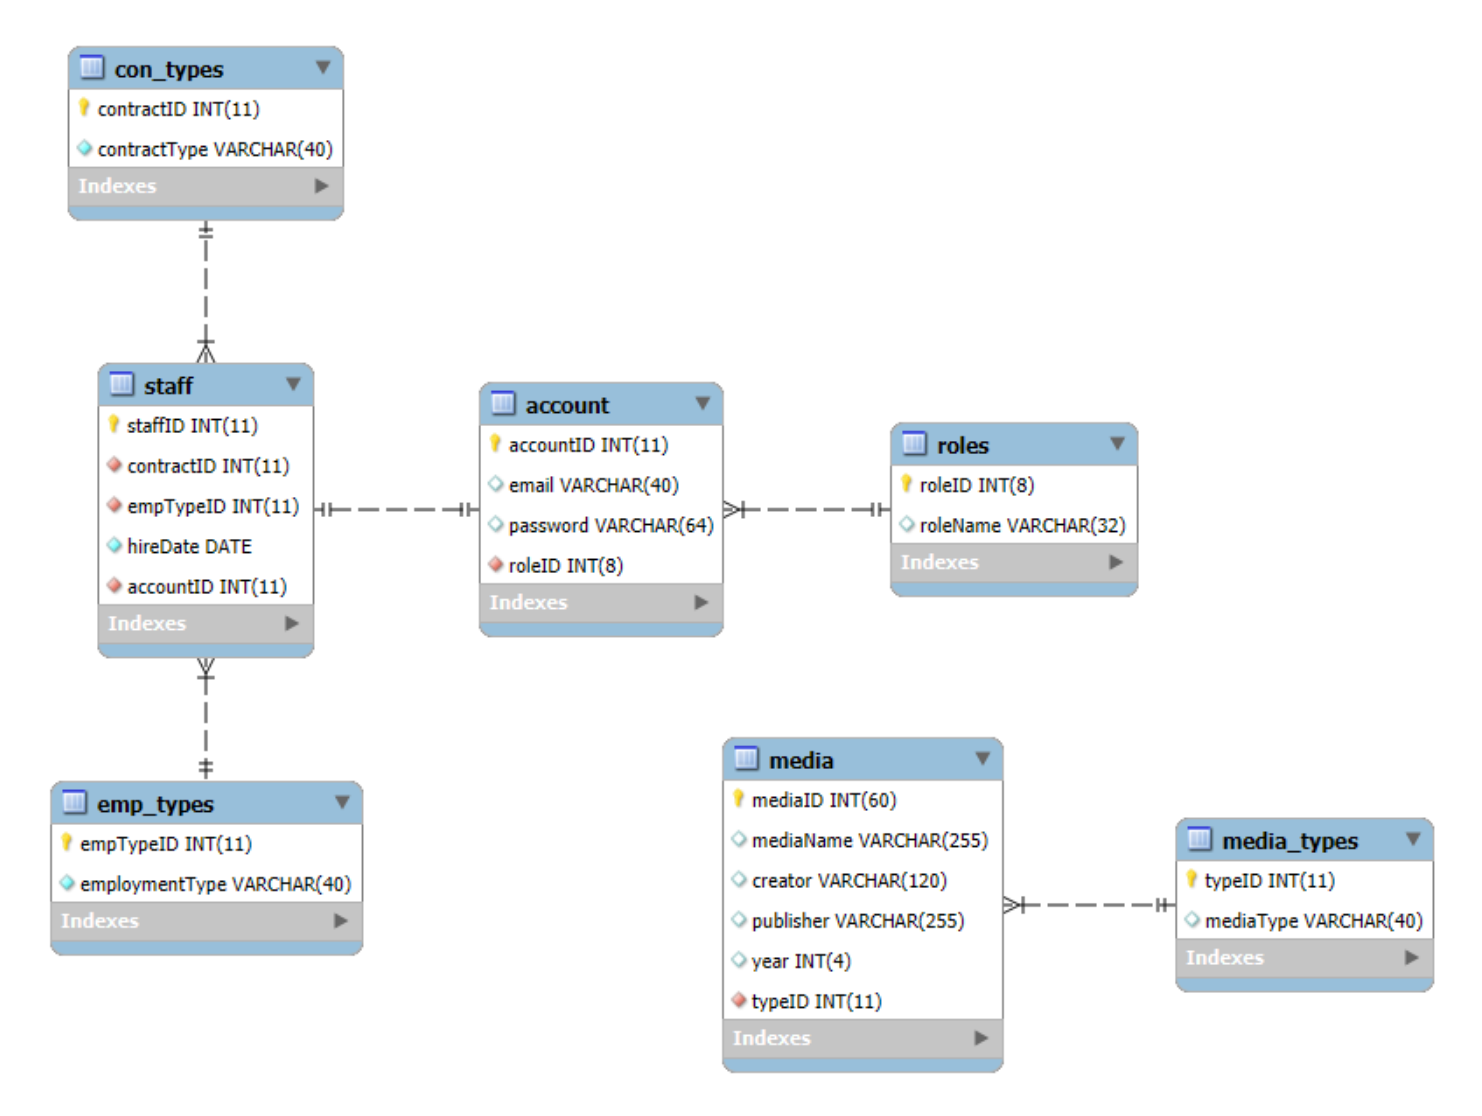 con_types
contractID INT(11)
contractType VARCHAR(40)
Indexes
staff
staffID INT(11)
contractID INT(11)
empTypeID INT(11)
hireDate DATE
accountID INT(11)
Indexes
account
accountID INT(11)
email VARCHAR(40)
password VARCHAR(64)
roleID INT(8)
Indexes
roles
roleID INT(8)
roleName VARCHAR(32)
Indexes
emp_types
empTypeID INT(11)
employmentType VARCHAR(40)
Indexes
media
mediaID INT(60)
mediaName VARCHAR(255)
creator VARCHAR(120)
publisher VARCHAR(255)
year INT(4)
typeID INT(11)
Indexes
media_types
typeID INT(11)
mediaType VARCHAR(40)
Indexes